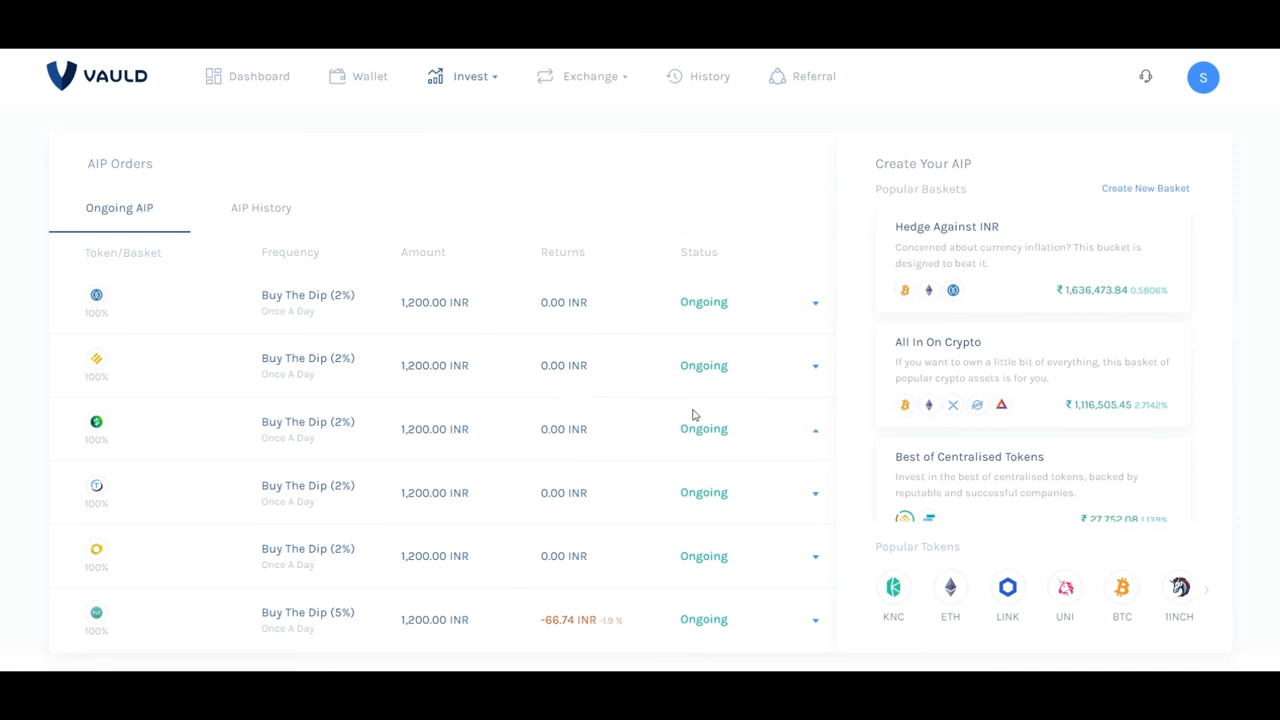 VAULD
Dashboard
Wallet
Invest
Exchange
History
Referral
S
AIP Orders
Ongoing AIP
AIP History
Token/Basket Frequency Amount Returns Status
Buy The Dip (2%)
100% Once A Day 1,200.00 INR 0.00 INR Ongoing
Buy The Dip (2%)
100% Once A Day 1,200.00 INR 0.00 INR Ongoing
Buy The Dip (2%)
100% Once A Day 1,200.00 INR 0.00 INR Ongoing
Buy The Dip (2%)
100% Once A Day 1,200.00 INR 0.00 INR Ongoing
Buy The Dip (2%)
100% Once A Day 1,200.00 INR 0.00 INR Ongoing
Buy The Dip (5%)
100% Once A Day 1,200.00 INR -66.74 INR -1.9 % Ongoing
Create Your AIP
Popular Baskets
Create New Basket
Hedge Against INR
Concerned about currency inflation? This bucket is
designed to beat it.
₹ 1,636,473.84 0.5806%
All In On Crypto
If you want to own a little bit of everything, this basket of
popular crypto assets is for you.
₹ 1,116,505.45 2.7142%
Best of Centralised Tokens
Invest in the best of centralised tokens, backed by
reputable and successful companies.
₹ 27,752.08 1.139%
Popular Tokens
KNC ETH LINK UNI BTC 1INCH